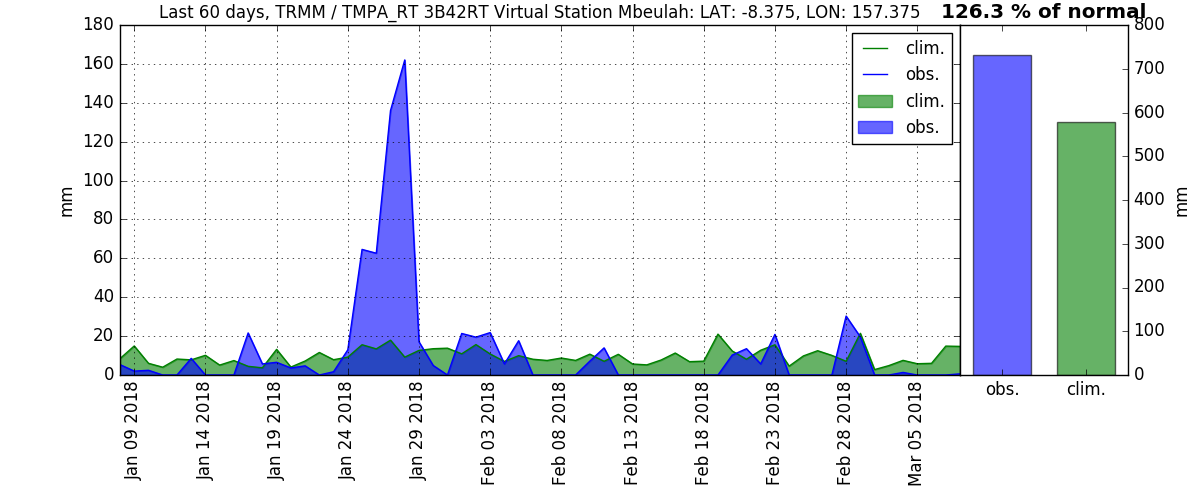 Last 60 days, TRMM / TMPA_RT 3B42RT Virtual Station Mbeulah: LAT: -8.375, LON: 157.375
126.3 % of normal
180
160
140
120
100
80
60
40
20
0
mm
clim.
obs.
clim.
obs.
Jan 09 2018
Jan 14 2018
Jan 19 2018
Jan 24 2018
Jan 29 2018
Feb 03 2018
Feb 08 2018
Feb 13 2018
Feb 18 2018
Feb 23 2018
Feb 28 2018
Mar 05 2018
800
700
600
500
400
300
200
100
0
mm
obs.
clim.